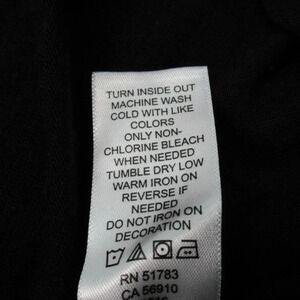 TURN INSIDE OUT
MACHINE WASH
COLD WITH LIKE
COLORS
ONLY NON-
CHLORINE BLEACH
WHEN NEEDED
TUMBLE DRY LOW
WARM IRON ON
REVERSE IF
NEEDED
DO NOT IRON ON
DECORATION
RN 51783
CA 56910